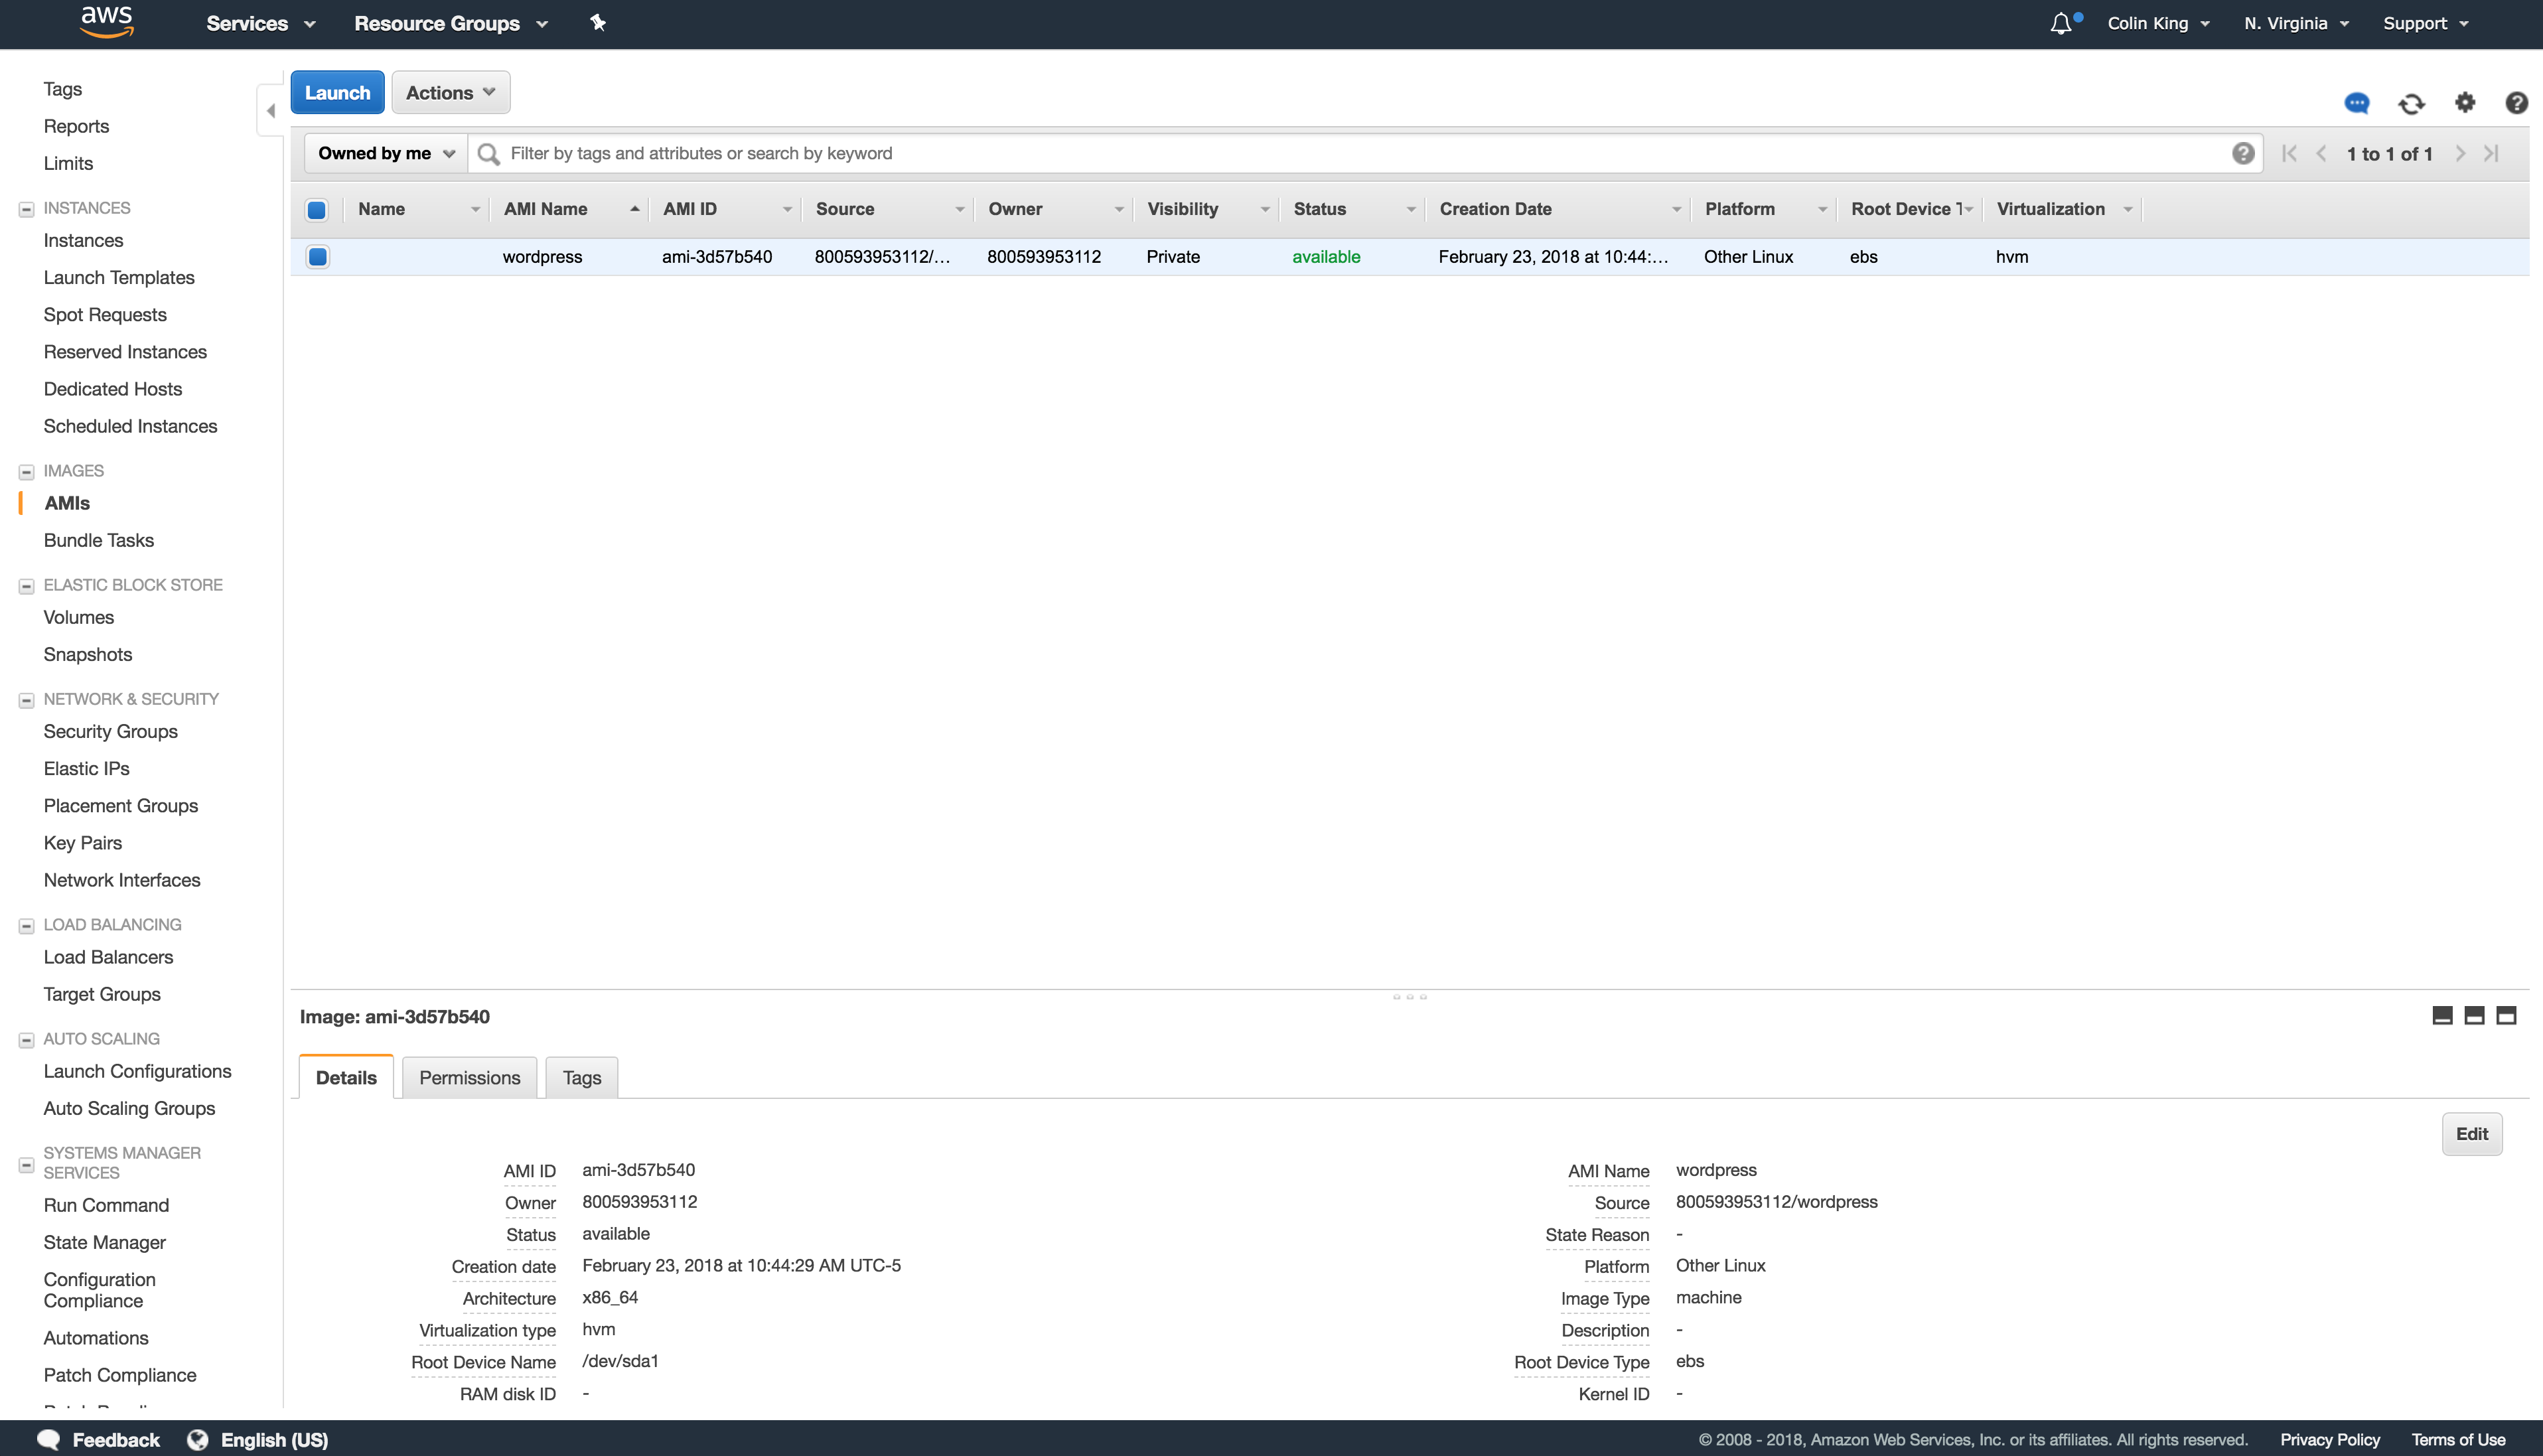 aws Services Resource Groups Colin King N. Virginia Support
Tags
Reports
Limits
INSTANCES
Instances
Launch Templates
Spot Requests
Reserved Instances
Dedicated Hosts
Scheduled Instances
IMAGES
AMIs
Bundle Tasks
ELASTIC BLOCK STORE
Volumes
Snapshots
NETWORK & SECURITY
Security Groups
Elastic IPs
Placement Groups
Key Pairs
Network Interfaces
LOAD BALANCING
Load Balancers
Target Groups
AUTO SCALING
Launch Configurations
Auto Scaling Groups
SYSTEMS MANAGER
SERVICES
Run Command
State Manager
Configuration
Compliance
Automations
Patch Compliance
Launch Actions
Owned by me Filter by tags and attributes or search by keyword 1 to 1 of 1
Name AMI Name AMI ID Source Owner Visibility Status Creation Date Platform Root Device Virtualization
wordpress ami-3d57b540 800593953112/... 800593953112 Private available February 23, 2018 at 10:44:... Other Linux ebs hvm
Image: ami-3d57b540
Details Permissions Tags
Edit
AMI ID ami-3d57b540 AMI Name wordpress
Owner 800593953112 Source 800593953112/wordpress
Status available State Reason -
Creation date February 23, 2018 at 10:44:29 AM UTC-5 Platform Other Linux
Architecture x86_64 Image Type machine
Virtualization type hvm Description -
Root Device Name /dev/sda1 Root Device Type ebs
RAM disk ID - Kernel ID -
Feedback English (US) © 2008 - 2018, Amazon Web Services, Inc. or its affiliates. All rights reserved. Privacy Policy Terms of Use